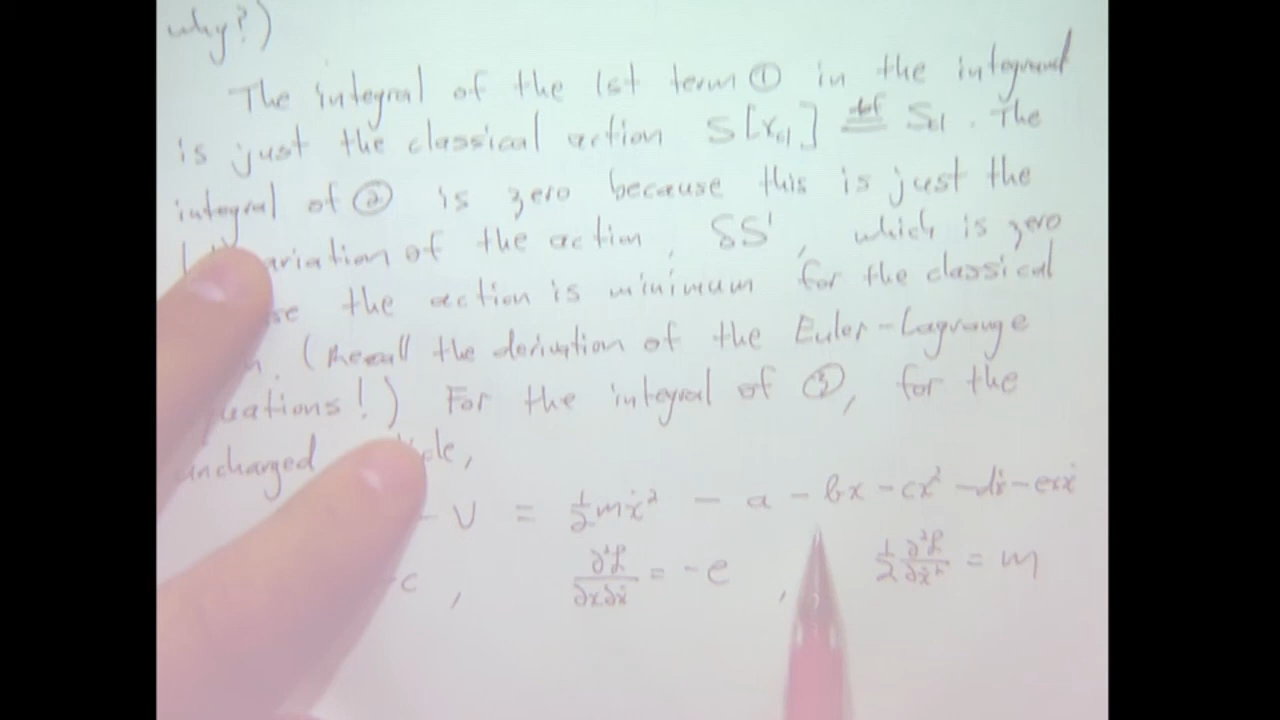 why?)
The integral of the 1st term ① in the integrand
is just the classical action S[x_cl] ≝ S_cl. The
integral of ② is zero because this is just the
variation of the action, δS, which is zero
the action is minimum for the classical
(Recall the derivation of the Euler-Lagrange
uations!) For the integral of ③, for the
uncharged
- V = ½mẋ² - a - bx - cx² - dẋ - exẋ
c, ∂²ℒ/∂x∂ẋ = -e, ½ ∂²ℒ/∂ẋ² = m